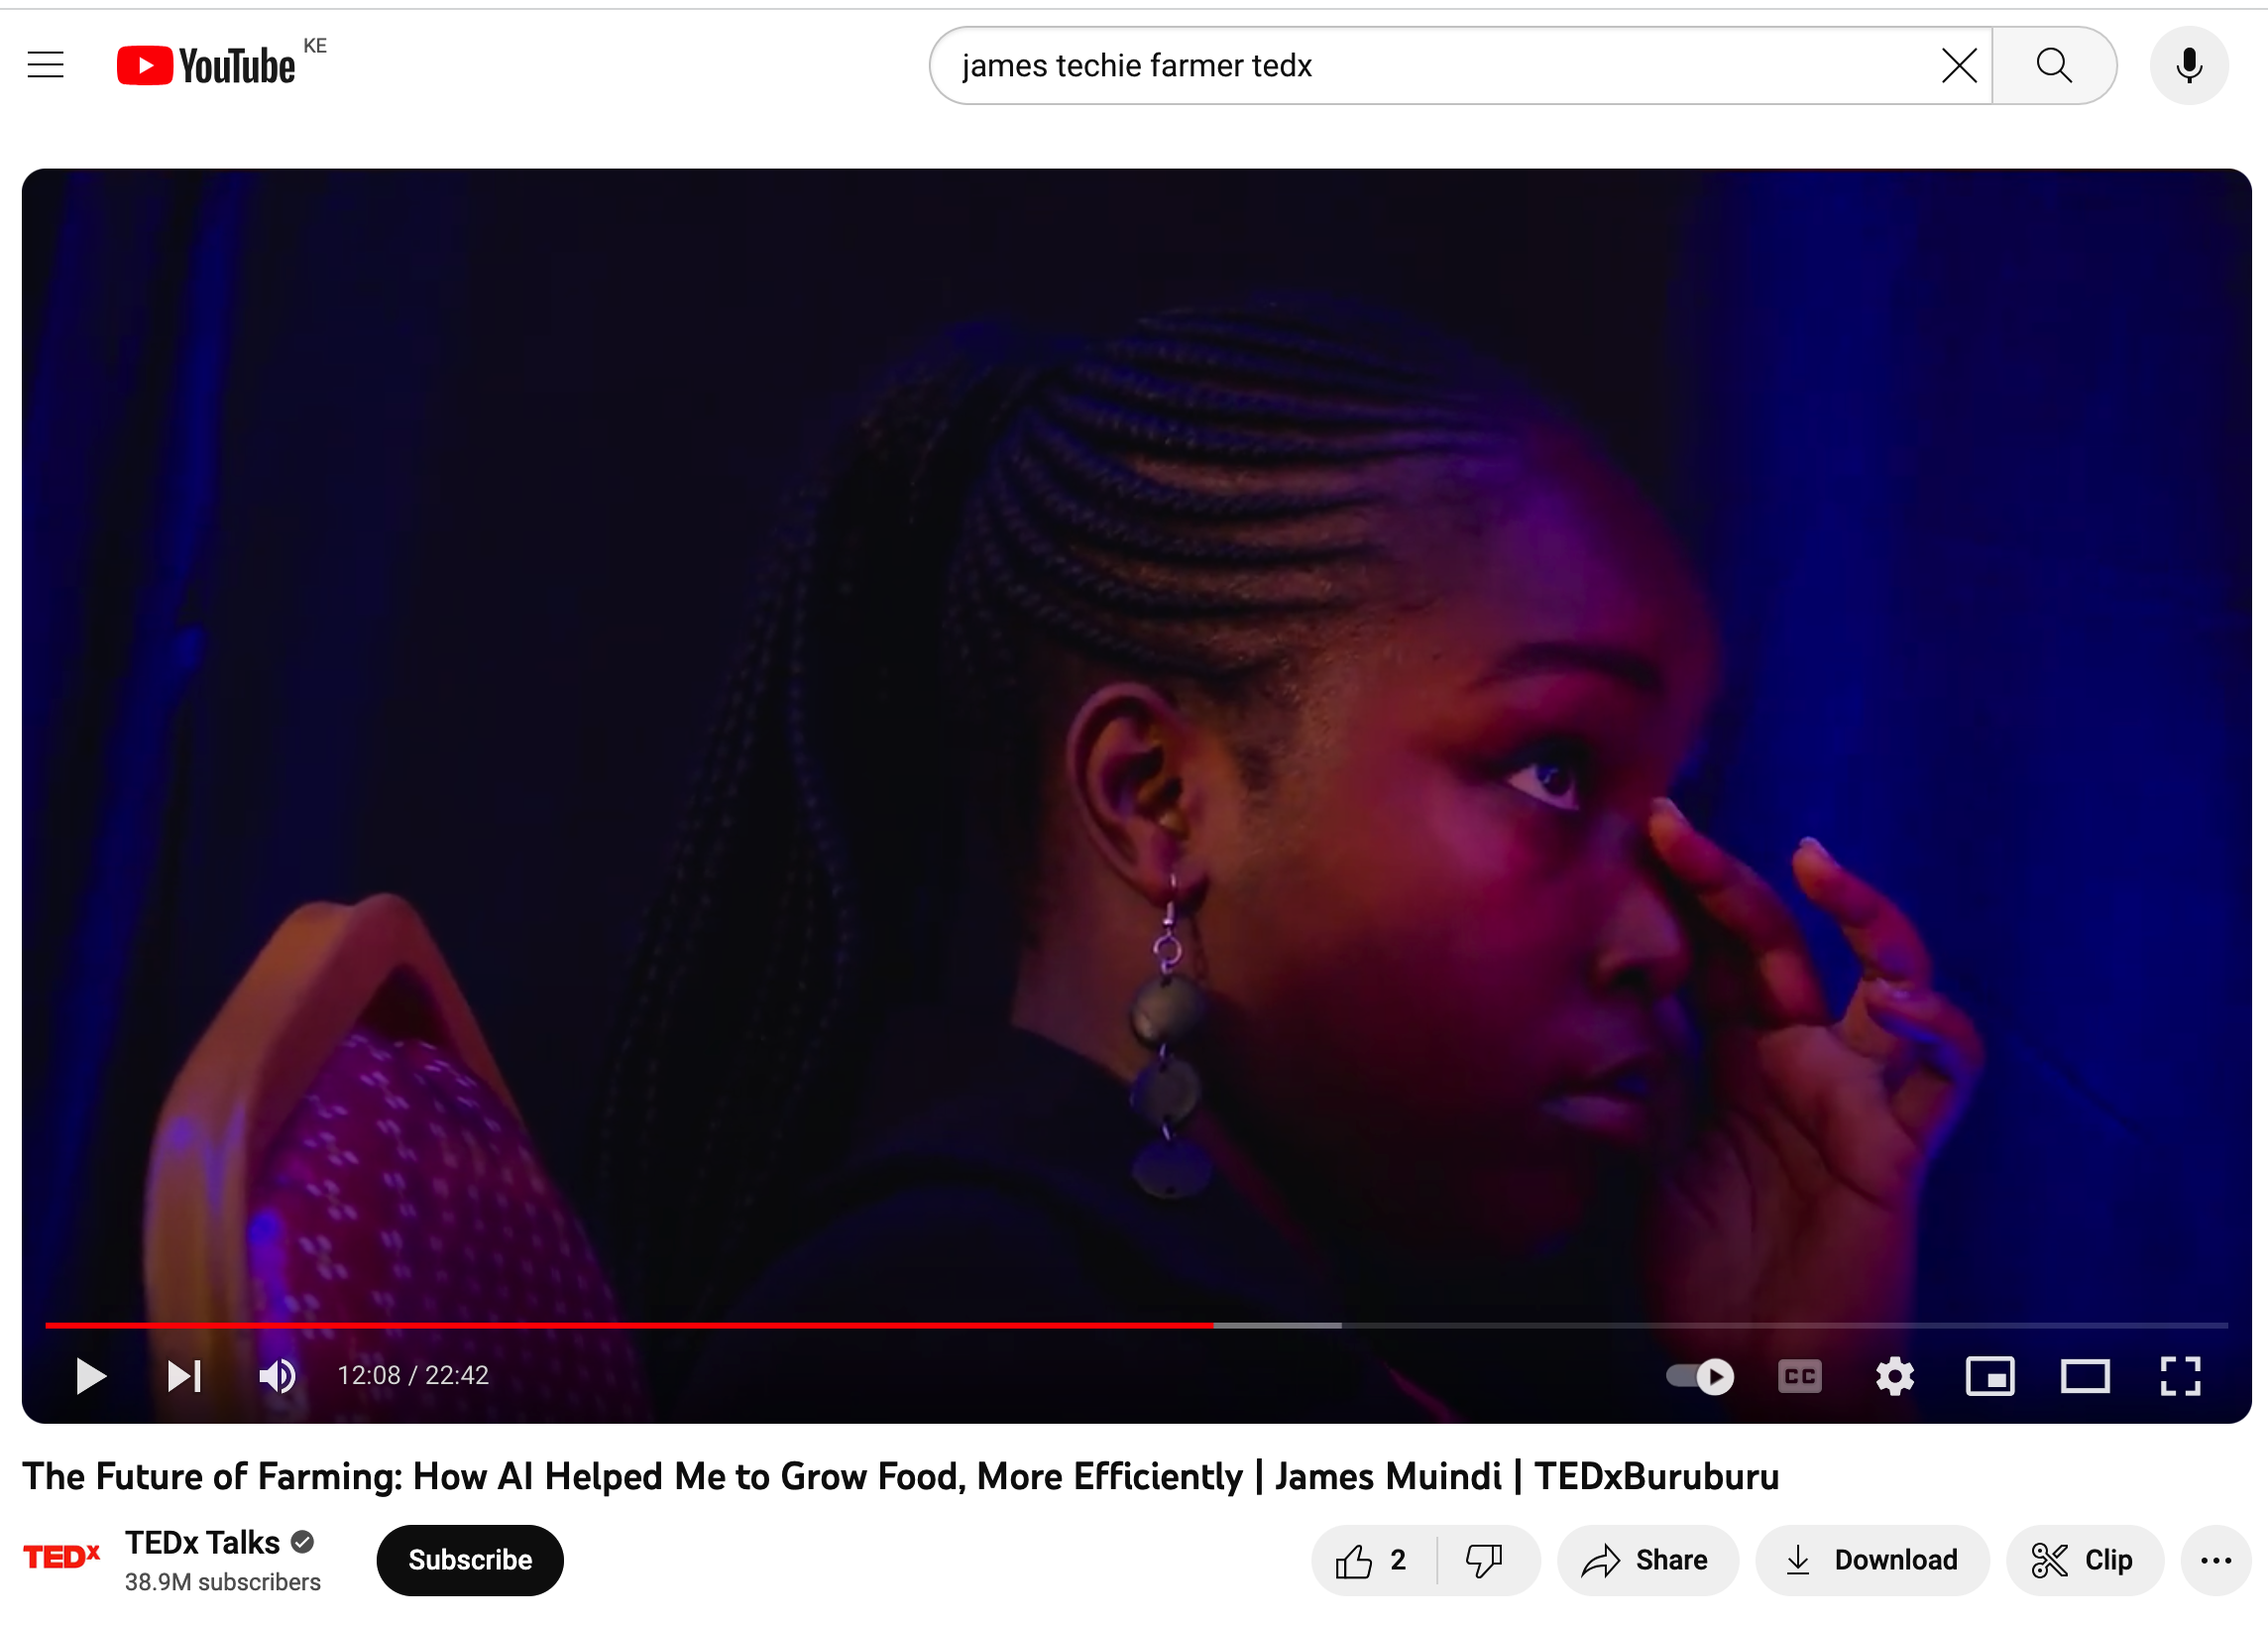 YouTube KE
james techie farmer tedx
12:08 / 22:42
CC
The Future of Farming: How AI Helped Me to Grow Food, More Efficiently | James Muindi | TEDxBuruburu
TEDx
TEDx Talks
38.9M subscribers
Subscribe
2
Share
Download
Clip